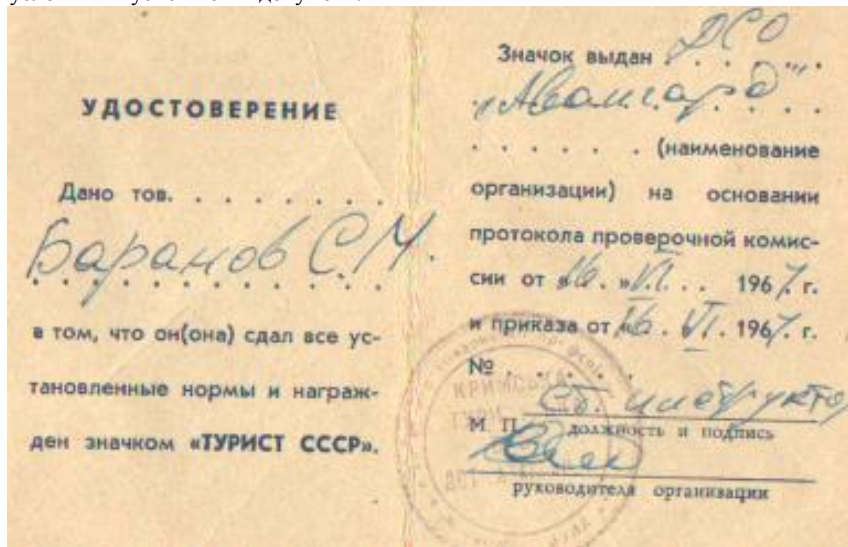 УДОСТОВЕРЕНИЕ
Дано тов. . . . . . . .
Баранов С.М.
в том, что он(она) сдал все ус-
тановленные нормы и награж-
ден значком «ТУРИСТ СССР».
Значок выдан ДСО
„Авангард”
. . . . . . (наименование
организации) на основании
протокола проверочной комис-
сии от «16. » VI. . . 1967. г.
и приказа от «16. VI. 1967. г.
№ . . . . . .
Ст. инструктор
М П должность и подпись
руководителя организации
КРИМСЬКА